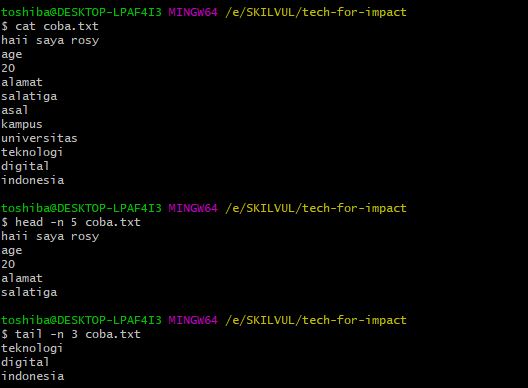 toshiba@DESKTOP-LPAF4I3 MINGW64 /e/SKILVUL/tech-for-impact
$ cat coba.txt
haii saya rosy
age
20
alamat
salatiga
asal
kampus
universitas
teknologi
digital
indonesia
toshiba@DESKTOP-LPAF4I3 MINGW64 /e/SKILVUL/tech-for-impact
$ head -n 5 coba.txt
haii saya rosy
age
20
alamat
salatiga
toshiba@DESKTOP-LPAF4I3 MINGW64 /e/SKILVUL/tech-for-impact
$ tail -n 3 coba.txt
teknologi
digital
indonesia